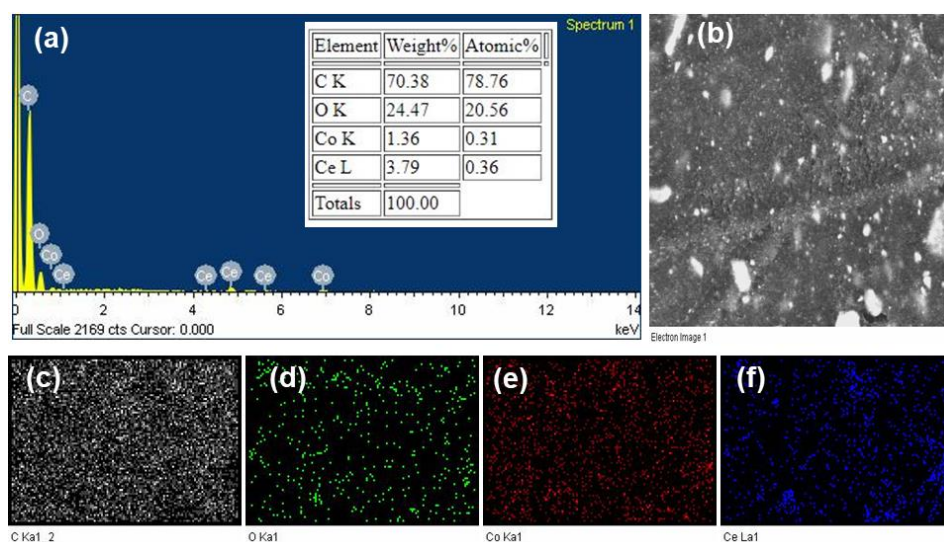 (a)
Spectrum 1
Element Weight% Atomic%
C K 70.38 78.76
O K 24.47 20.56
Co K 1.36 0.31
Ce L 3.79 0.36
Totals 100.00
C
O
Co
Ce
Ce
Ce
Ce
Co
0 2 4 6 8 10 12 14
Full Scale 2169 cts Cursor: 0.000
keV
(b)
Electron Image 1
(c)
C Ka1_2
(d)
O Ka1
(e)
Co Ka1
(f)
Ce La1